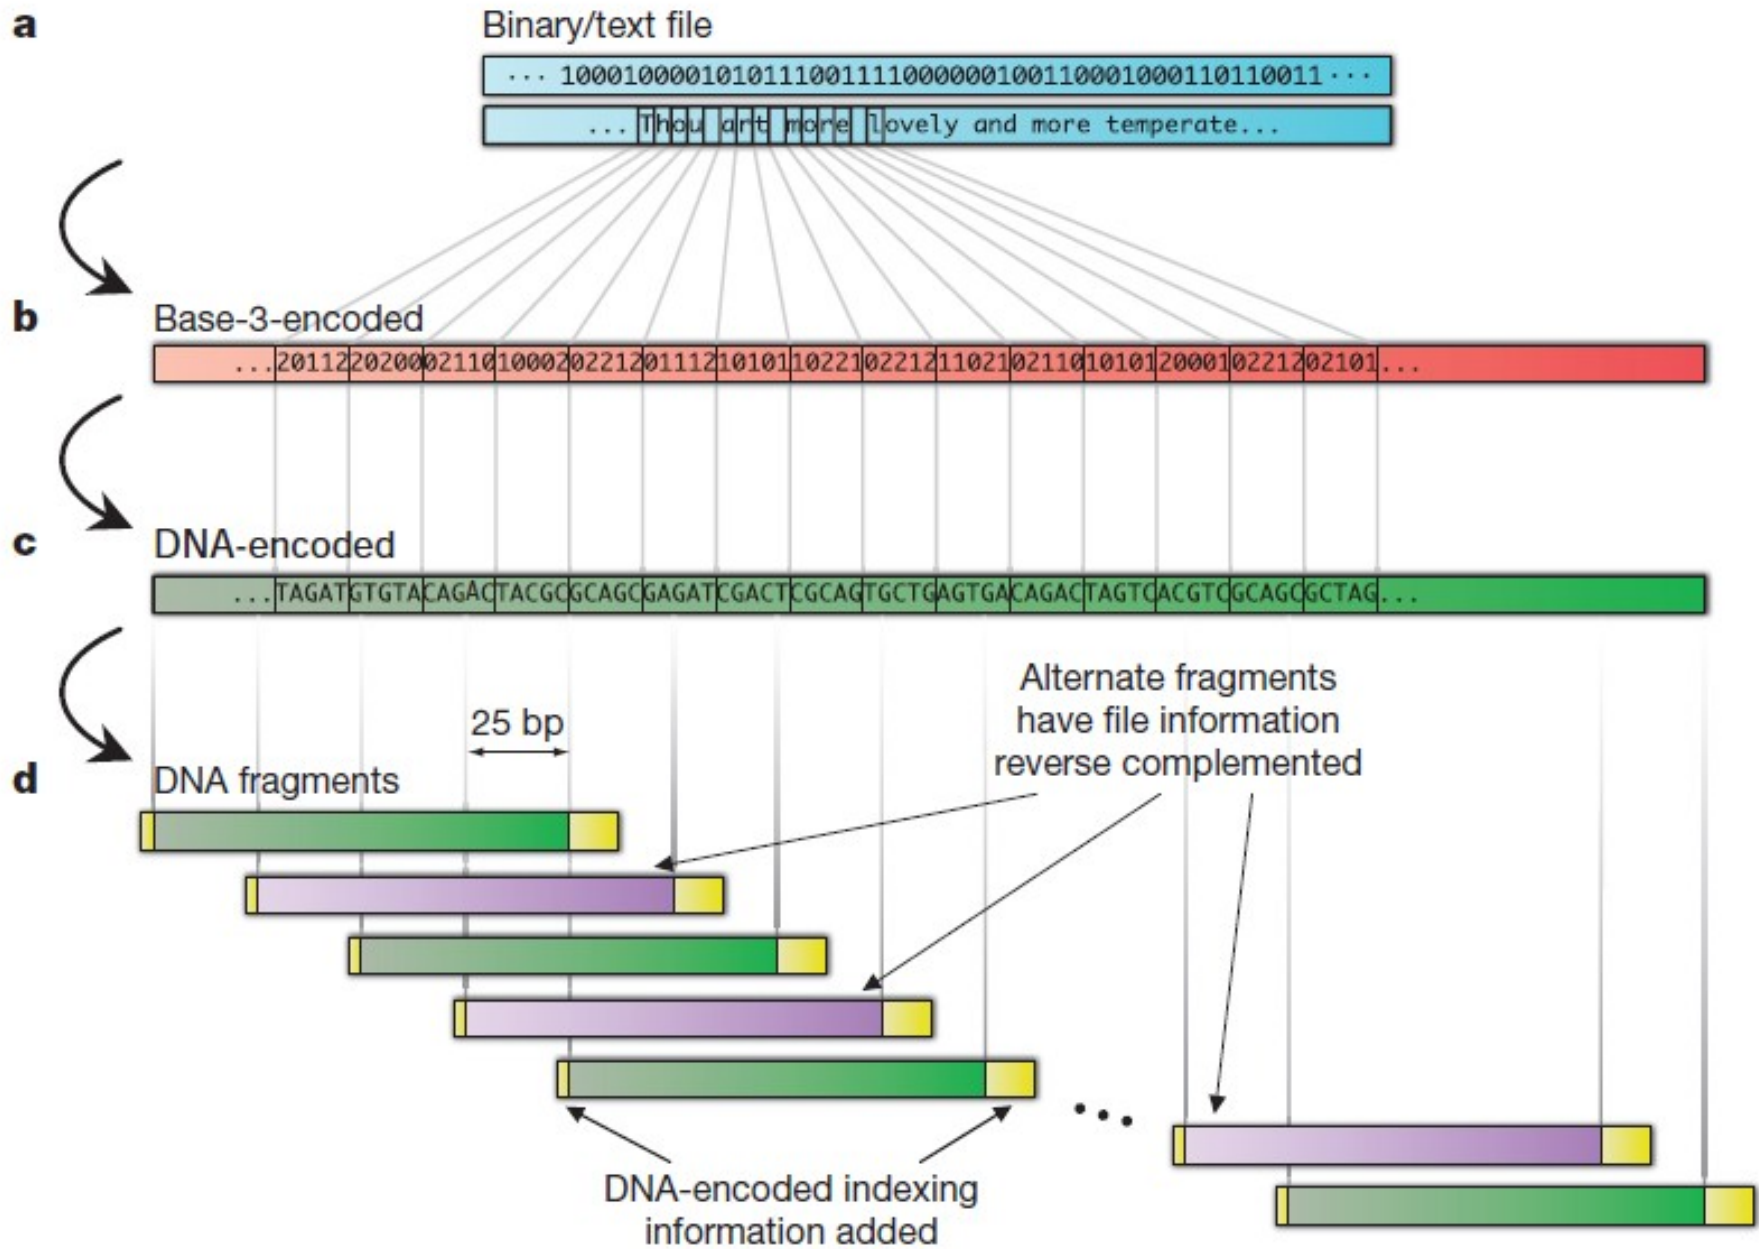 a
Binary/text file
... 1000100001010111001111000000100110001000110110011 ...
...Thou art more lovely and more temperate...
b
Base-3-encoded
...201122020002110100020221201112101011022102212110210211010101200010221202101...
c
DNA-encoded
...TAGATGTGTACAGACTACGCGCAGCGAGATCGACTCGCAGTGCTGAGTGACAGACTAGTCACGTCGCAGCGCTAG...
Alternate fragments
have file information
reverse complemented
25 bp
d
DNA fragments
DNA-encoded indexing
information added